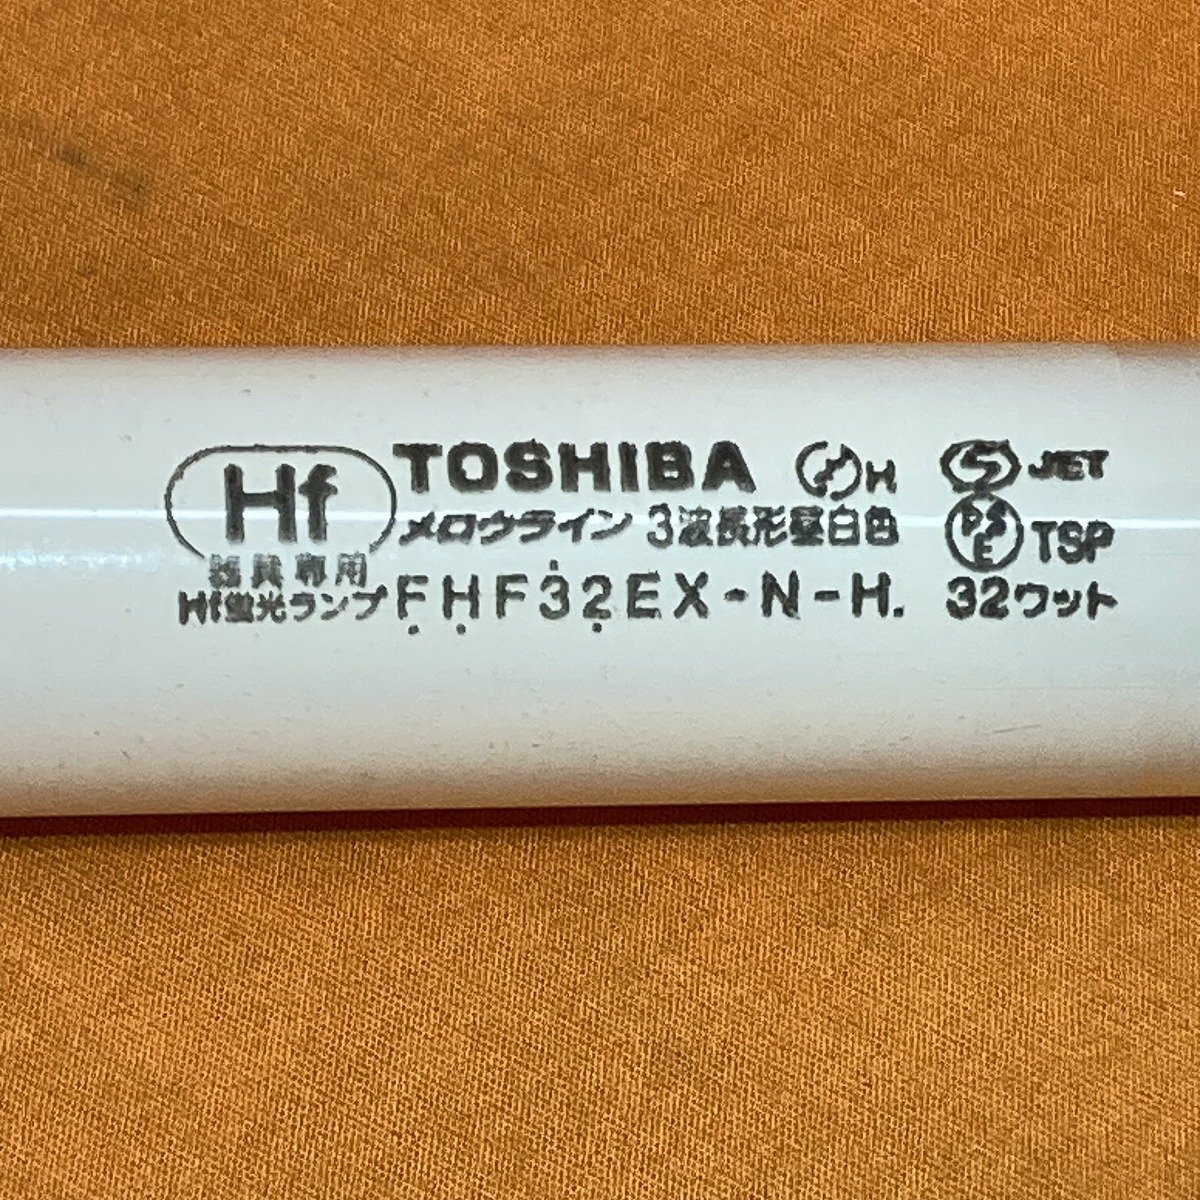 Hf
器具専用
Hf蛍光ランプ
TOSHIBA H
メロウライン 3波長形昼白色
FHF32EX-N-H.
S JET
PSE TSP
32ワット